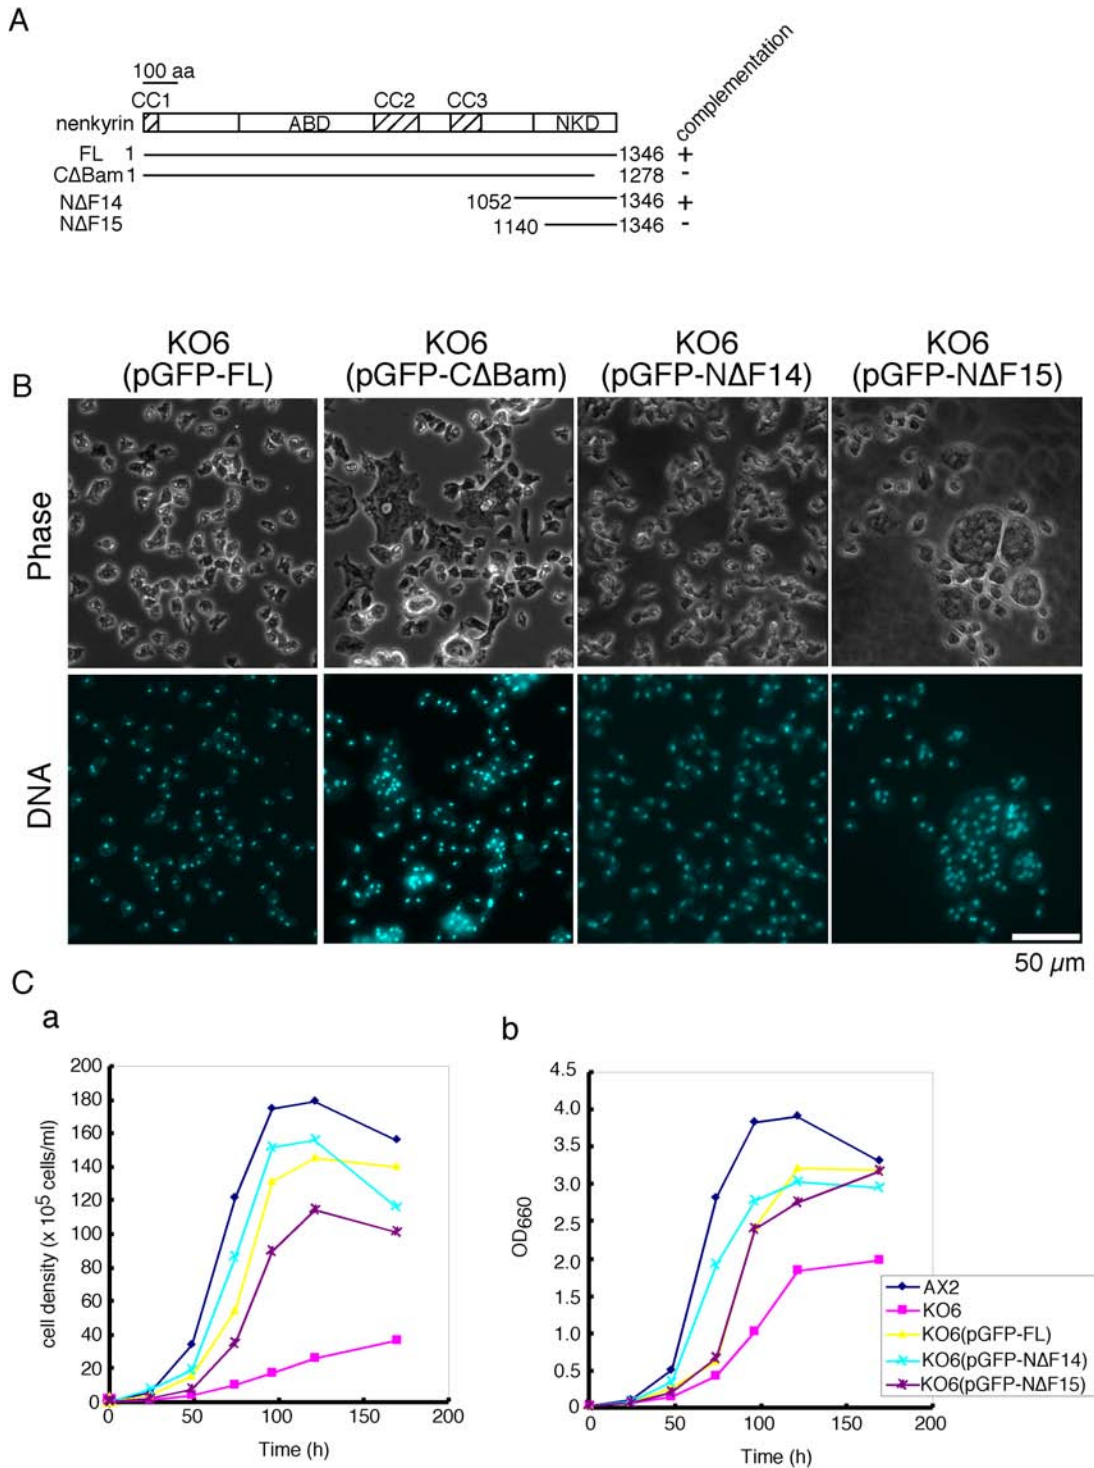 A
complementation
100 aa
CC1 CC2 CC3
nenkyrin ABD NKD
FL 1 1346 +
CΔBam 1 1278 -
NΔF14 1052 1346 +
NΔF15 1140 1346 -
KO6 KO6 KO6 KO6
(pGFP-FL) (pGFP-CΔBam) (pGFP-NΔF14) (pGFP-NΔF15)
B
Phase
DNA
50 µm
C
a
200
180
160
140
120
100
80
60
40
20
0
cell density (x 10⁵ cells/ml)
0 50 100 150 200
Time (h)
b
4.5
4.0
3.5
3.0
2.5
2.0
1.5
1.0
0.5
0
OD660
0 50 100 150 200
Time (h)
AX2
KO6
KO6(pGFP-FL)
KO6(pGFP-NΔF14)
KO6(pGFP-NΔF15)